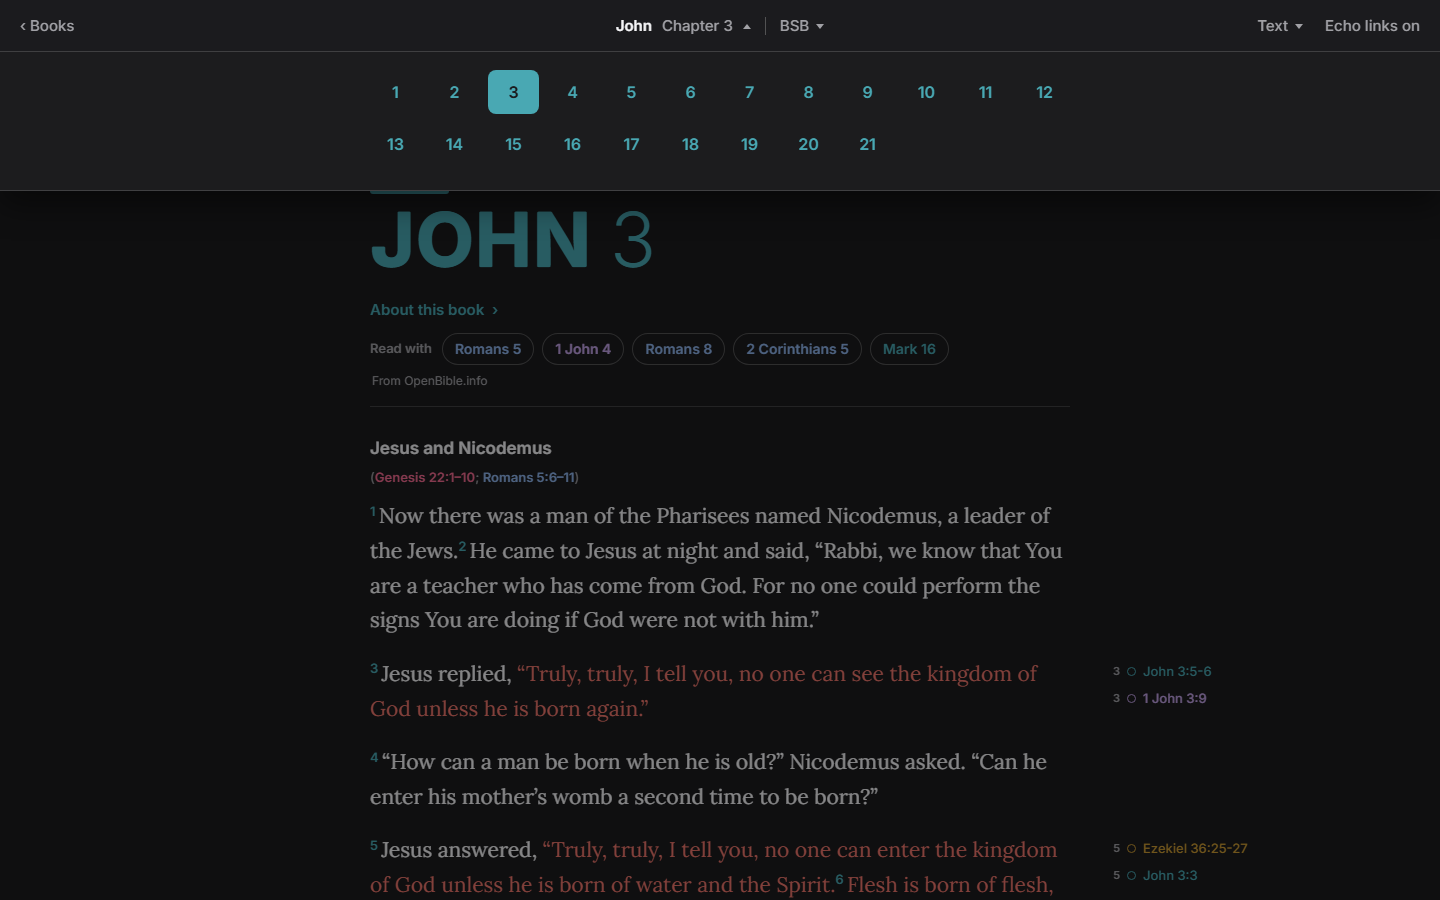 ‹ Books
John Chapter 3
BSB
Text
Echo links on
1 2 3 4 5 6 7 8 9 10 11 12
13 14 15 16 17 18 19 20 21
JOHN 3
About this book ›
Read with Romans 5 1 John 4 Romans 8 2 Corinthians 5 Mark 16
From OpenBible.info
Jesus and Nicodemus
(Genesis 22:1–10; Romans 5:6–11)
1 Now there was a man of the Pharisees named Nicodemus, a leader of
the Jews. 2 He came to Jesus at night and said, “Rabbi, we know that You
are a teacher who has come from God. For no one could perform the
signs You are doing if God were not with him.”
3 Jesus replied, “Truly, truly, I tell you, no one can see the kingdom of
God unless he is born again.”
3 John 3:5-6
3 1 John 3:9
4 “How can a man be born when he is old?” Nicodemus asked. “Can he
enter his mother’s womb a second time to be born?”
5 Jesus answered, “Truly, truly, I tell you, no one can enter the kingdom
of God unless he is born of water and the Spirit. 6 Flesh is born of flesh,
5 Ezekiel 36:25-27
5 John 3:3